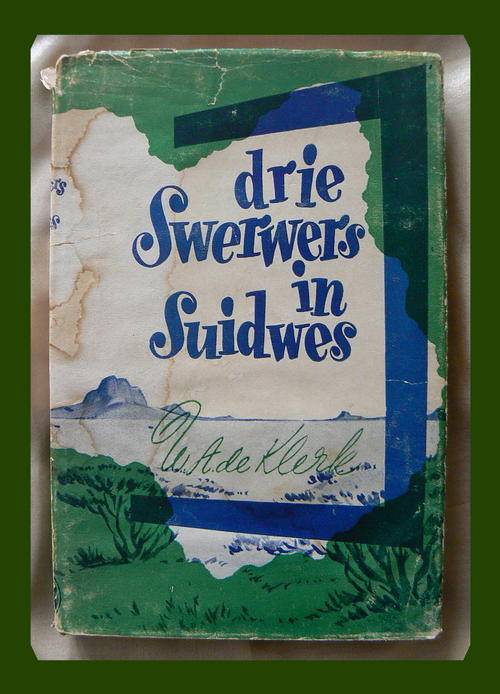 drie
Swerwers
in
Suidwes
W.A. de Klerk